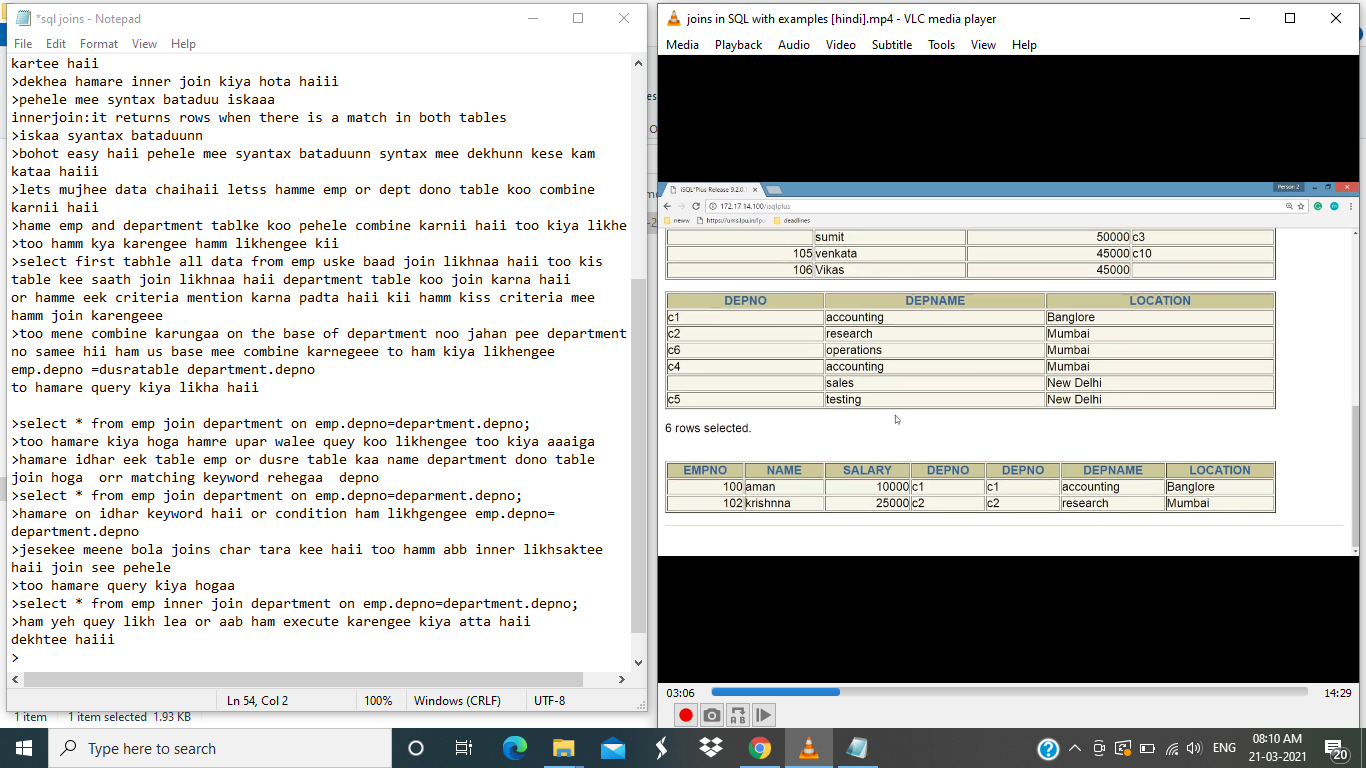 *sql joins - Notepad
File Edit Format View Help
kartee haii
>dekhea hamare inner join kiya hota haiii
>pehele mee syntax bataduu iskaaa
innerjoin:it returns rows when there is a match in both tables
>iskaa syantax bataduunn
>bohot easy haii pehele mee syantax bataduunn syntax mee dekhunn kese kam
kataa haiii
>lets mujhee data chaihaii letss hamme emp or dept dono table koo combine
karnii haii
>hame emp and department tablke koo pehele combine karnii haii too kiya likhe
>too hamm kya karengee hamm likhengee kii
>select first tabhle all data from emp uske baad join likhnaa haii too kis
table kee saath join likhnaa haii department table koo join karna haii
or hamme eek criteria mention karna padta haii kii hamm kiss criteria mee
hamm join karengeee
>too mene combine karungaa on the base of department noo jahan pee department
no samee hii ham us base mee combine karnegeee to ham kiya likhengee
emp.depno =dusratable department.depno
to hamare query kiya likha haii
>select * from emp join department on emp.depno=department.depno;
>too hamare kiya hoga hamre upar walee quey koo likhengee too kiya aaaiga
>hamare idhar eek table emp or dusre table kaa name department dono table
join hoga  orr matching keyword rehegaa  depno
>select * from emp join department on emp.depno=deparment.depno;
>hamare on idhar keyword haii or condition ham likhgengee emp.depno=
department.depno
>jesekee meene bola joins char tara kee haii too hamm abb inner likhsaktee
haii join see pehele
>too hamare query kiya hogaa
>select * from emp inner join department on emp.depno=department.depno;
>ham yeh quey likh lea or aab ham execute karengee kiya atta haii
dekhtee haiii
>
Ln 54, Col 2 100% Windows (CRLF) UTF-8
1 item 1 item selected 1.93 KB
joins in SQL with examples [hindi].mp4 - VLC media player
Media Playback Audio Video Subtitle Tools View Help
iSQL*Plus Release 9.2.0.1 Person 2
172.17.14.100/isqlplus
neww https://ums.lpu.in/lpu deadlines
sumit 50000 c3
105 venkata 45000 c10
106 Vikas 45000
DEPNO DEPNAME LOCATION
c1 accounting Banglore
c2 research Mumbai
c6 operations Mumbai
c4 accounting Mumbai
sales New Delhi
c5 testing New Delhi
6 rows selected.
EMPNO NAME SALARY DEPNO DEPNO DEPNAME LOCATION
100 aman 10000 c1 c1 accounting Banglore
102 krishnna 25000 c2 c2 research Mumbai
03:06 14:29
Type here to search
ENG 08:10 AM
21-03-2021
20